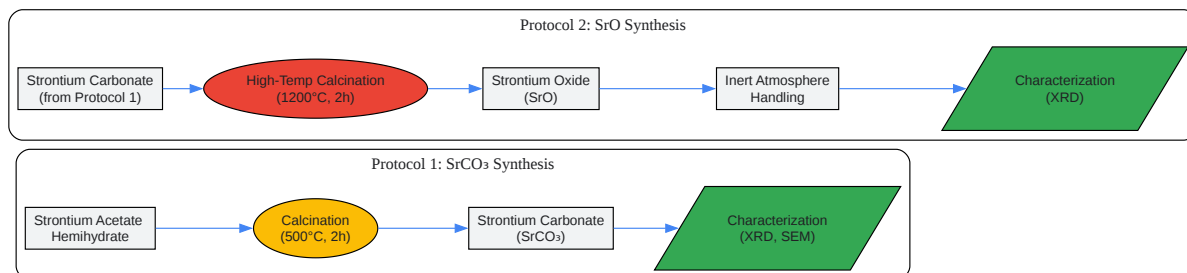 Protocol 2: SrO Synthesis
Strontium Carbonate
(from Protocol 1)
High-Temp Calcination
(1200°C, 2h)
Strontium Oxide
(SrO)
Inert Atmosphere
Handling
Characterization
(XRD)
Protocol 1: SrCO₃ Synthesis
Strontium Acetate
Hemihydrate
Calcination
(500°C, 2h)
Strontium Carbonate
(SrCO₃)
Characterization
(XRD, SEM)